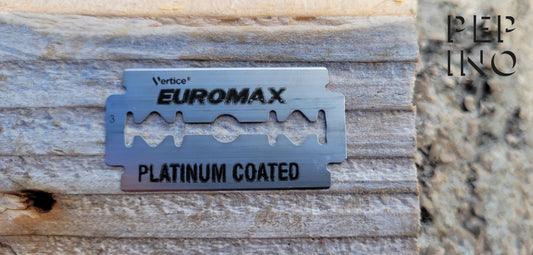 Vertice®
EUROMAX
3
PLATINUM COATED
PEP
INO